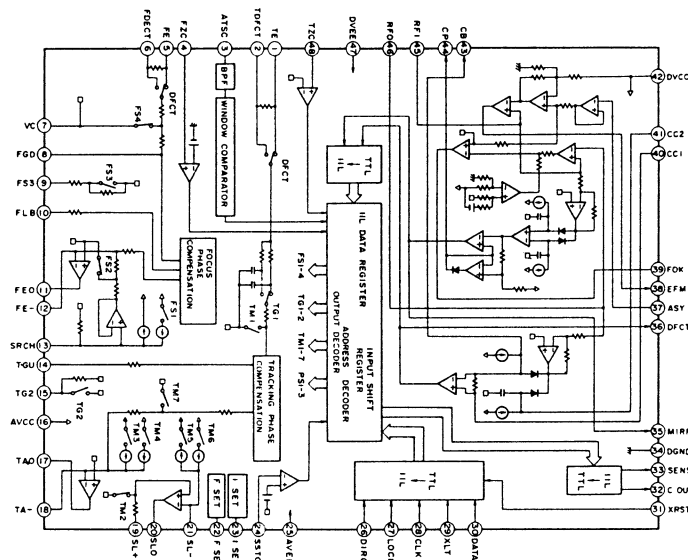 FDECT 6
FE 5
FZC 4
ATSC 3
TDFCT 2
TE 1
TZC 48
DVEE 47
RFO 46
RFI 45
CP 44
CB 43
42 DVCC
41 CC2
40 CC1
39 FOK
38 EFM
37 ASY
36 DFCT
35 MIRR
34 DGND
33 SENS
32 C OUT
31 XRST
VC 7
FGD 8
FS3 9
FLB 10
FEO 11
FE- 12
SRCH 13
TGU 14
TG2 15
AVCC 16
TAO 17
TA- 18
19 SL+
20 SLO
21 SL-
22 F SET
23
24 SSTOP
25 AVEE
26 DIRC
27 LOCK
28 CLK
29 XLT
30 DATA
BPF
WINDOW COMPARATOR
DFCT
DFCT
FS4
FS3
FS2
FS1
FOCUS
PHASE
COMPENSATION
TG1
TM1
TRACKING PHASE
COMPENSATION
TM7
TG2
TM3
TM4
TM5
TM6
TM2
F SET
I SET
IIL
TTL
IIL DATA REGISTER
OUTPUT DECODER
INPUT SHIFT
REGISTER
ADDRESS DECODER
FS1-4
TG1-2
TM1-7
PS1-3
IIL
TTL
IIL
TTL